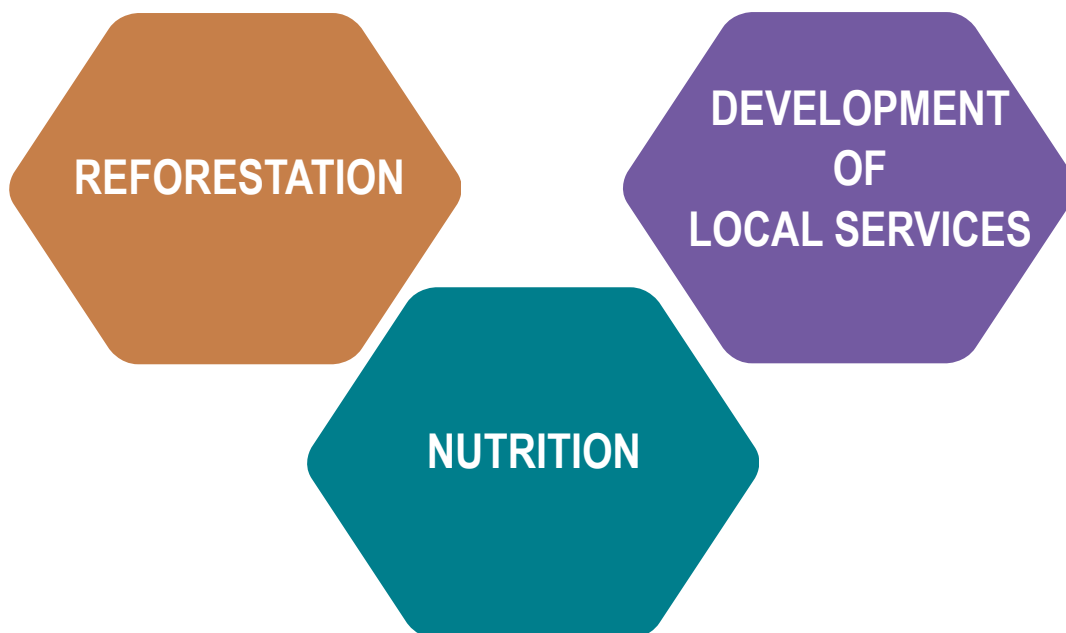 REFORESTATION
DEVELOPMENT
OF
LOCAL SERVICES
NUTRITION